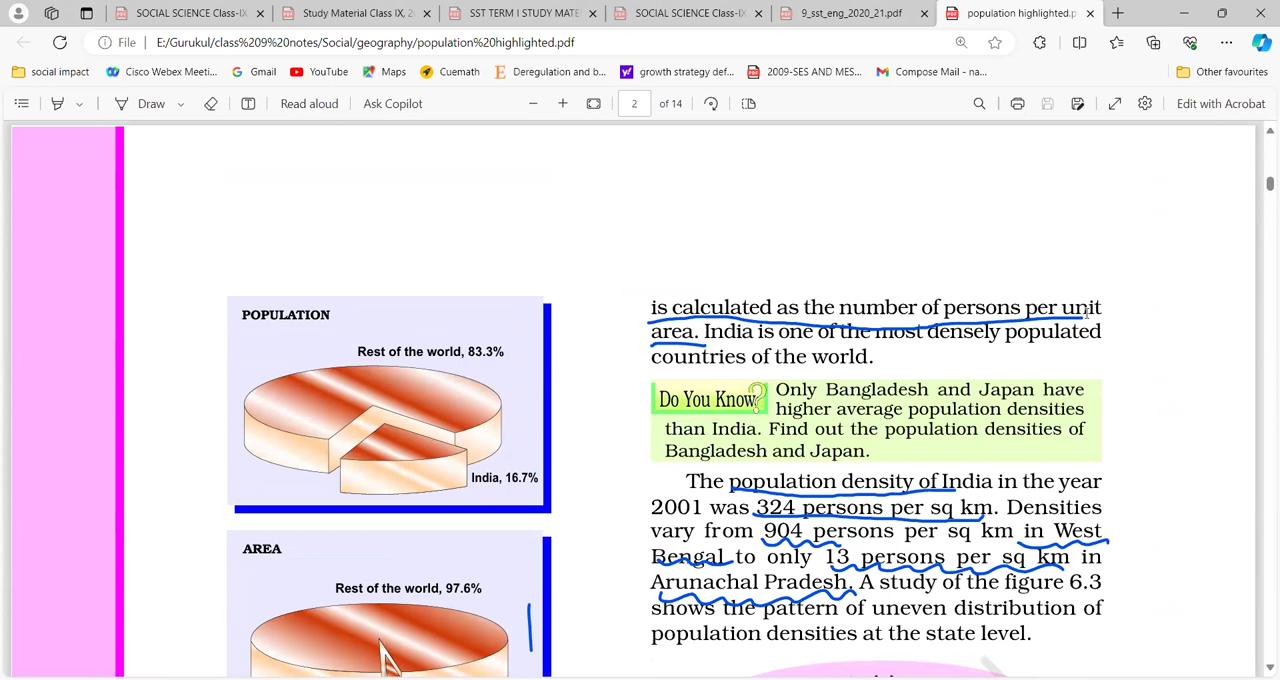 SOCIAL SCIENCE Class-IX
Study Material Class IX, 2
SST TERM I STUDY MATE
SOCIAL SCIENCE Class-IX
9_sst_eng_2020_21.pdf
population highlighted.p
File
E:/Gurukul/class%209%20notes/Social/geography/population%20highlighted.pdf
social impact
Cisco Webex Meeti...
Gmail
YouTube
Maps
Cuemath
Deregulation and b...
growth strategy def...
2009-SES AND MES...
Compose Mail - na...
Other favourites
Draw
Read aloud
Ask Copilot
2
of 14
Edit with Acrobat
POPULATION
Rest of the world, 83.3%
India, 16.7%
AREA
Rest of the world, 97.6%
is calculated as the number of persons per unit
area. India is one of the most densely populated
countries of the world.
Do You Know?
Only Bangladesh and Japan have
higher average population densities
than India. Find out the population densities of
Bangladesh and Japan.
The population density of India in the year
2001 was 324 persons per sq km. Densities
vary from 904 persons per sq km in West
Bengal to only 13 persons per sq km in
Arunachal Pradesh. A study of the figure 6.3
shows the pattern of uneven distribution of
population densities at the state level.